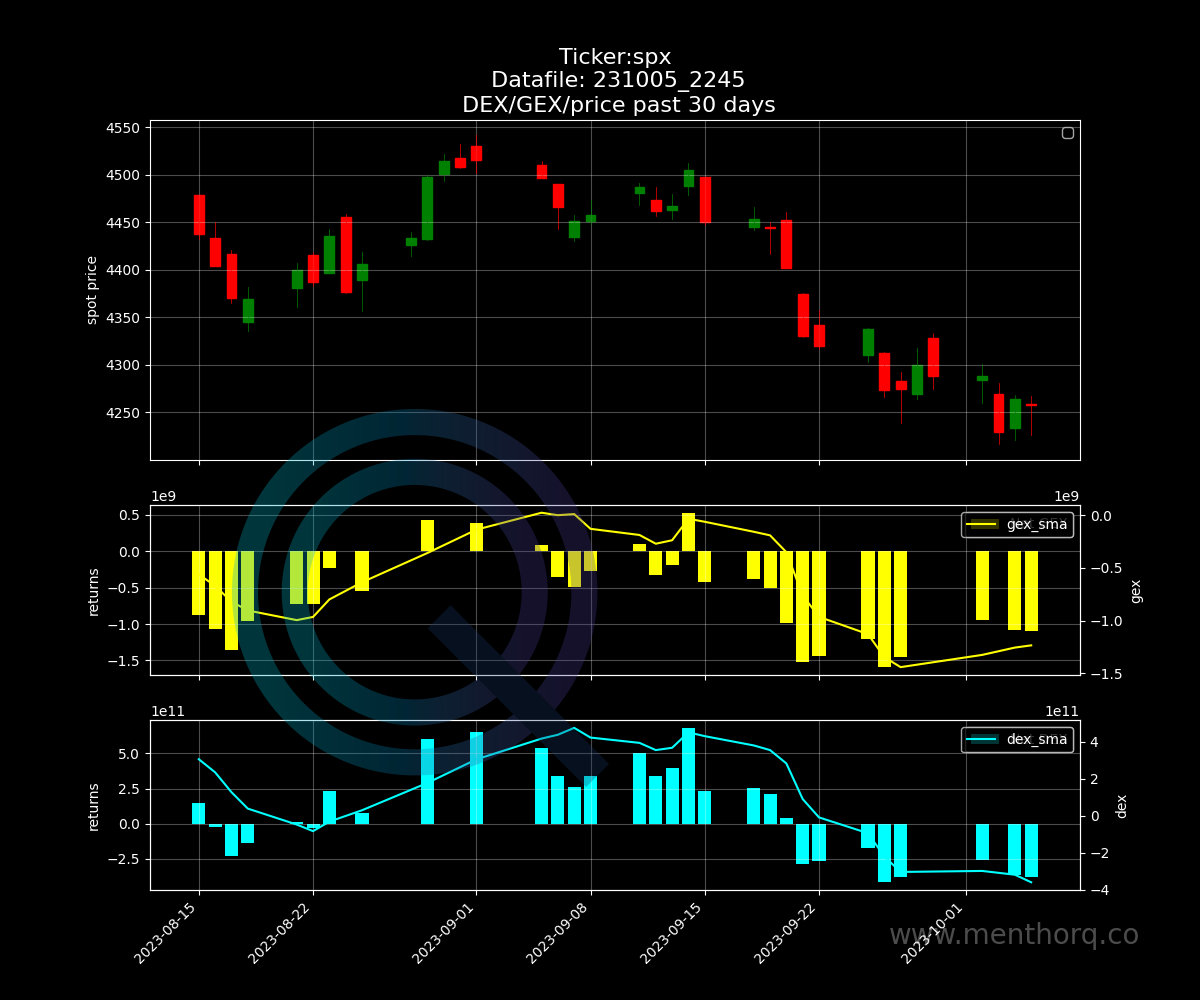 Ticker:spx
Datafile: 231005_2245
DEX/GEX/price past 30 days
4550
4500
4450
4400
4350
4300
4250
spot price
1e9
1e9
0.5
0.0
−0.5
−1.0
−1.5
returns
gex_sma
0.0
−0.5
−1.0
−1.5
gex
1e11
1e11
5.0
2.5
0.0
−2.5
returns
dex_sma
4
2
0
−2
−4
dex
2023-08-15
2023-08-22
2023-09-01
2023-09-08
2023-09-15
2023-09-22
2023-10-01
www.menthorq.co